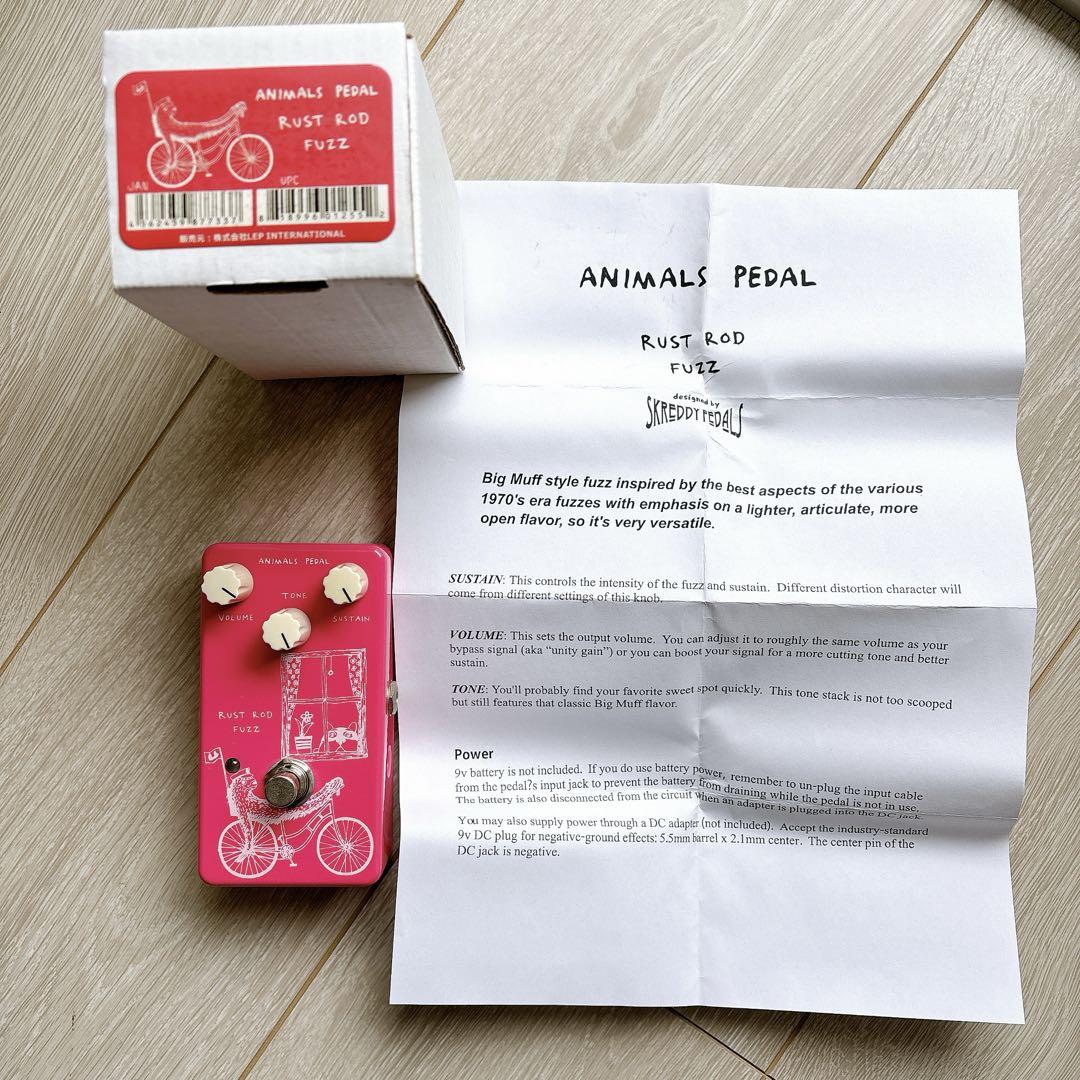 ANIMALS PEDAL
RUST ROD
FUZZ
JAN
UPC
販売元：株式会社LEP INTERNATIONAL
ANIMALS PEDAL
RUST ROD
FUZZ
designed by
SKREDDY PEDALS
Big Muff style fuzz inspired by the best aspects of the various
1970's era fuzzes with emphasis on a lighter, articulate, more
open flavor, so it's very versatile.
SUSTAIN: This controls the intensity of the fuzz and sustain. Different distortion character will
come from different settings of this knob.
VOLUME: This sets the output volume. You can adjust it to roughly the same volume as your
bypass signal (aka “unity gain”) or you can boost your signal for a more cutting tone and better
sustain.
TONE: You'll probably find your favorite sweet spot quickly. This tone stack is not too scooped
but still features that classic Big Muff flavor.
Power
9v battery is not included. If you do use battery power, remember to un-plug the input cable
from the pedal?s input jack to prevent the battery from draining while the pedal is not in use.
The battery is also disconnected from the circuit when an adapter is plugged into the DC jack.
You may also supply power through a DC adapter (not included). Accept the industry-standard
9v DC plug for negative-ground effects: 5.5mm barrel x 2.1mm center. The center pin of the
DC jack is negative.
ANIMALS PEDAL
TONE
VOLUME
SUSTAIN
RUST ROD
FUZZ